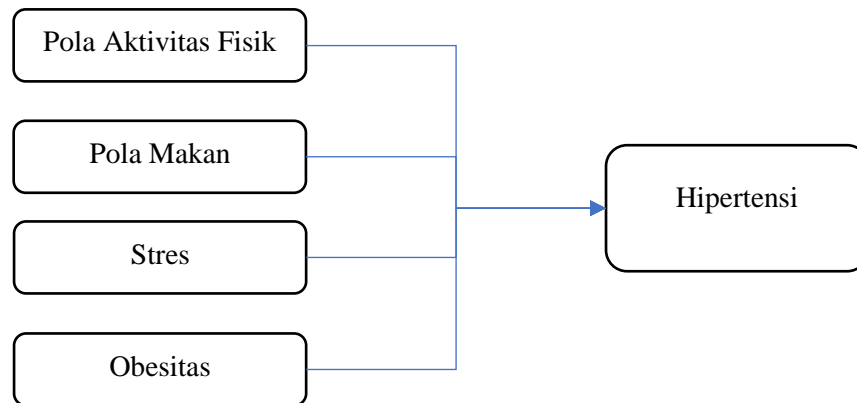 Pola Aktivitas Fisik
Pola Makan
Stres
Obesitas
Hipertensi